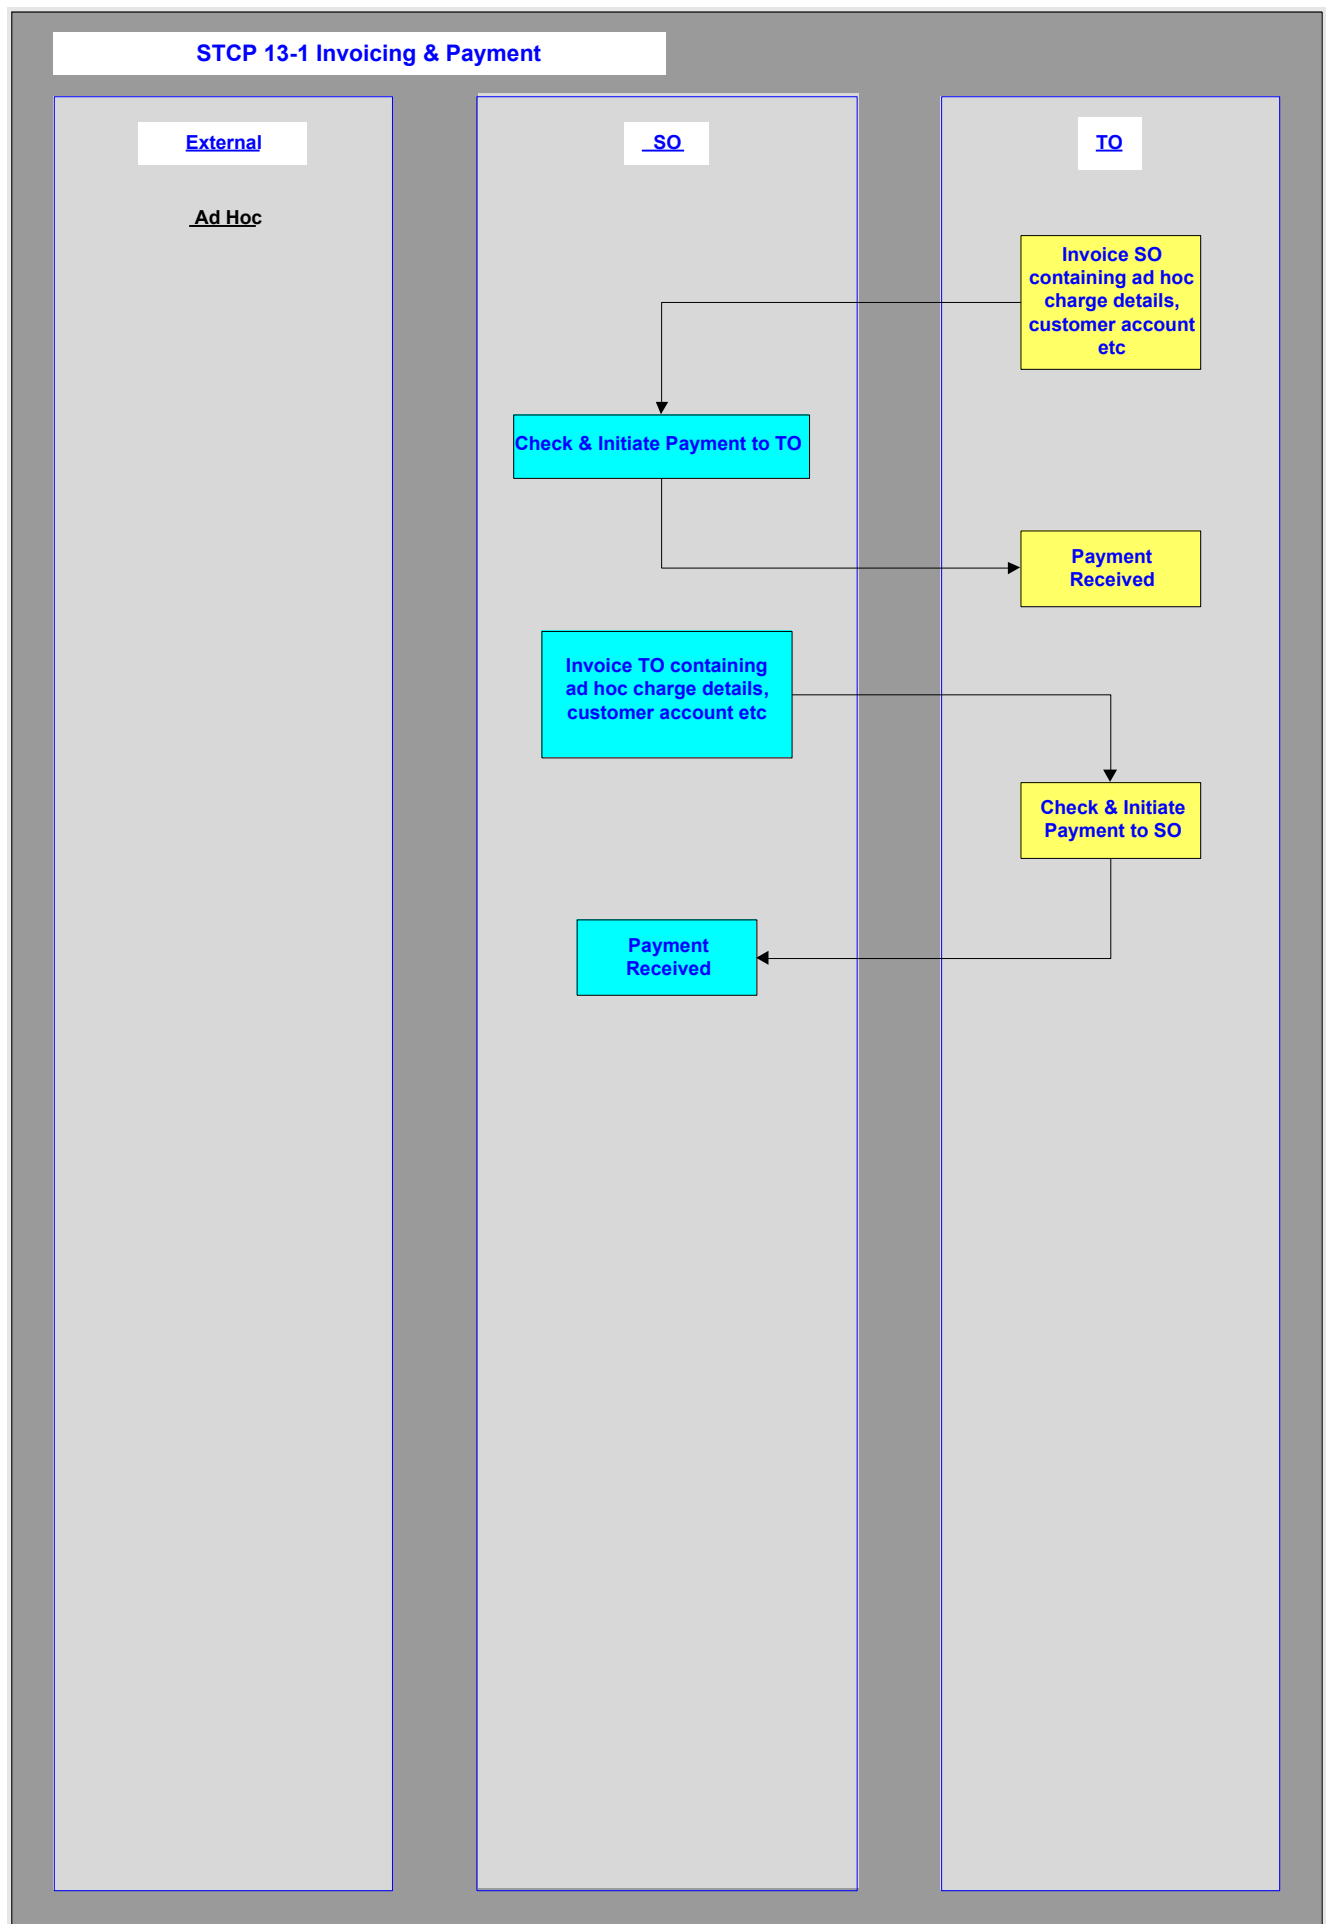 STCP 13-1 Invoicing & Payment
External
SO
TO
Ad Hoc
Invoice SO
containing ad hoc
charge details,
customer account
etc
Check & Initiate Payment to TO
Payment
Received
Invoice TO containing
ad hoc charge details,
customer account etc
Check & Initiate
Payment to SO
Payment
Received